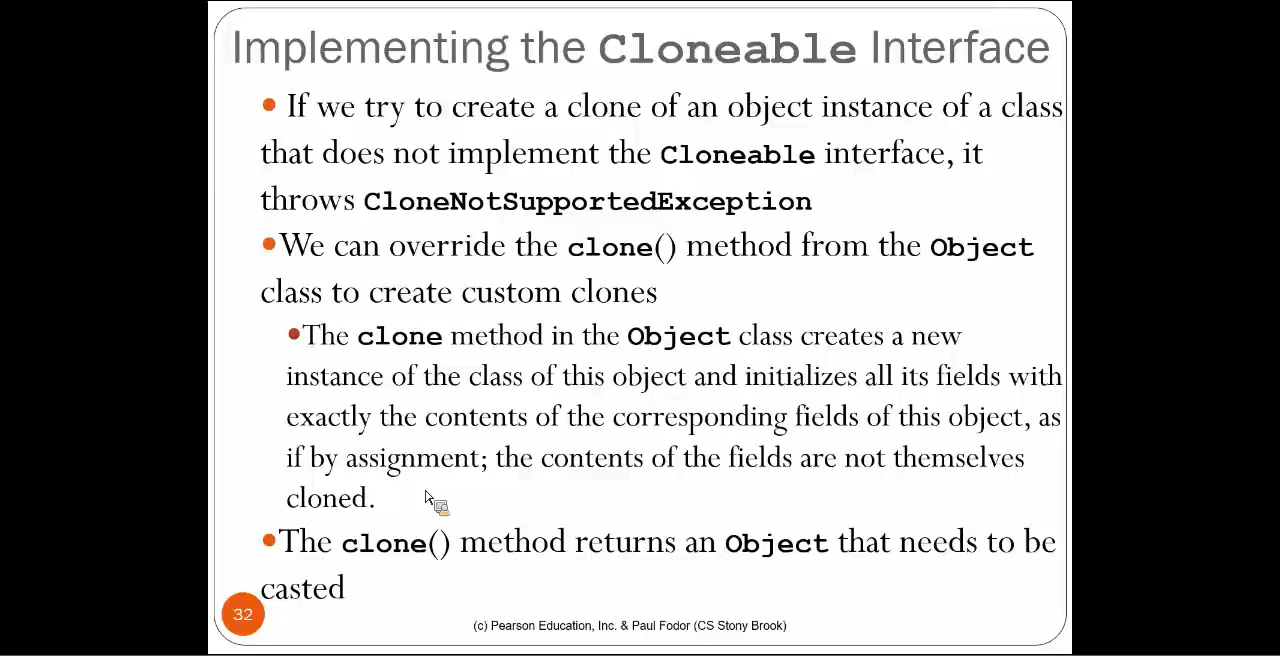 Implementing the Cloneable Interface
• If we try to create a clone of an object instance of a class
that does not implement the Cloneable interface, it
throws CloneNotSupportedException
•We can override the clone() method from the Object
class to create custom clones
•The clone method in the Object class creates a new
instance of the class of this object and initializes all its fields with
exactly the contents of the corresponding fields of this object, as
if by assignment; the contents of the fields are not themselves
cloned.
•The clone() method returns an Object that needs to be
casted
32
(c) Pearson Education, Inc. & Paul Fodor (CS Stony Brook)